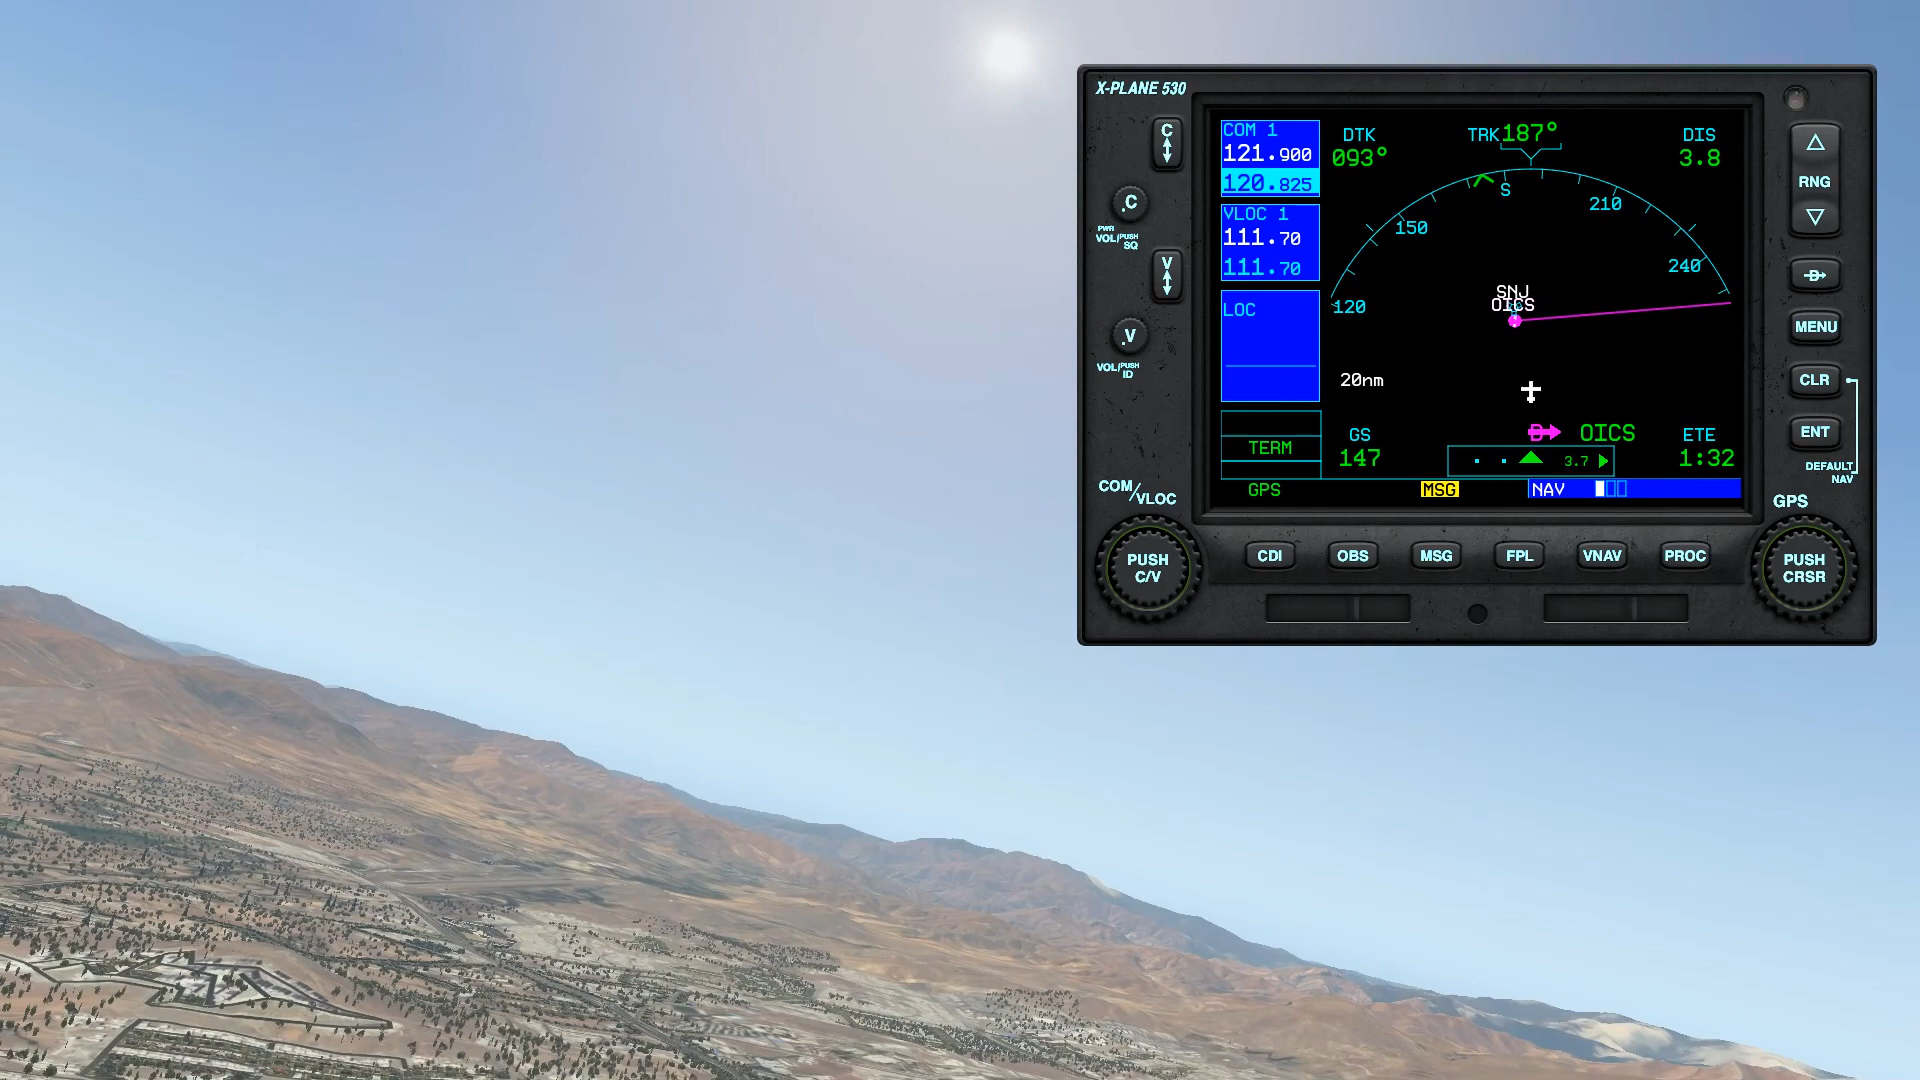 X-PLANE 530
COM 1
121.900
120.825
VLOC 1
111.70
111.70
LOC
TERM
GPS
DTK
093°
TRK 187°
DIS
3.8
120
150
S
210
240
SNJ
OICS
20nm
GS
147
OICS
3.7
ETE
1:32
MSG
NAV
C
.C
PWR
VOL/PUSH SQ
V
.V
VOL/PUSH ID
COM/VLOC
PUSH
C/V
CDI
OBS
MSG
FPL
VNAV
PROC
RNG
D
MENU
CLR
ENT
DEFAULT
NAV
GPS
PUSH
CRSR